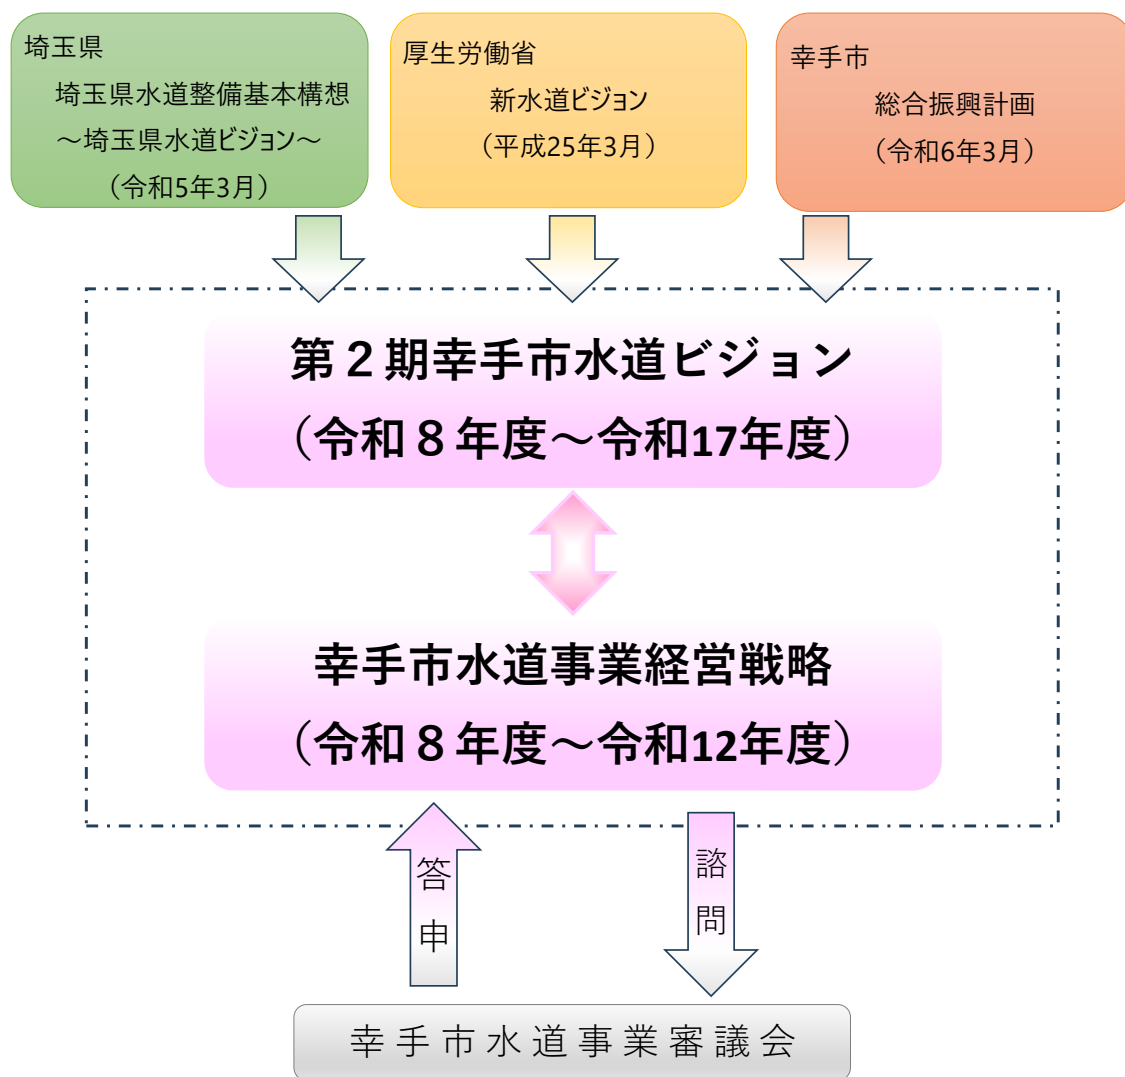 埼玉県
埼玉県水道整備基本構想
～埼玉県水道ビジョン～
（令和5年3月）
厚生労働省
新水道ビジョン
（平成25年3月）
幸手市
総合振興計画
（令和6年3月）
第２期幸手市水道ビジョン
（令和８年度～令和17年度）
幸手市水道事業経営戦略
（令和８年度～令和12年度）
答申
諮問
幸手市水道事業審議会